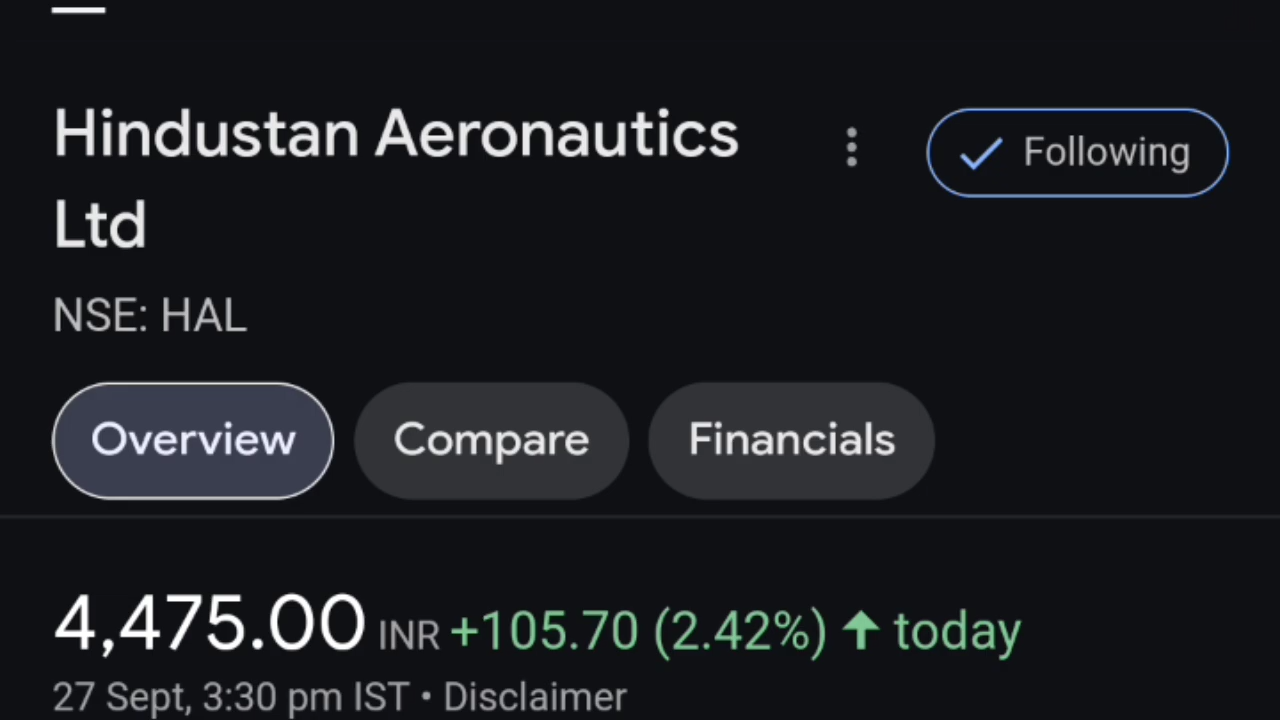 Hindustan Aeronautics
Ltd
Following
NSE: HAL
Overview
Compare
Financials
4,475.00 INR +105.70 (2.42%) ↑ today
27 Sept, 3:30 pm IST • Disclaimer